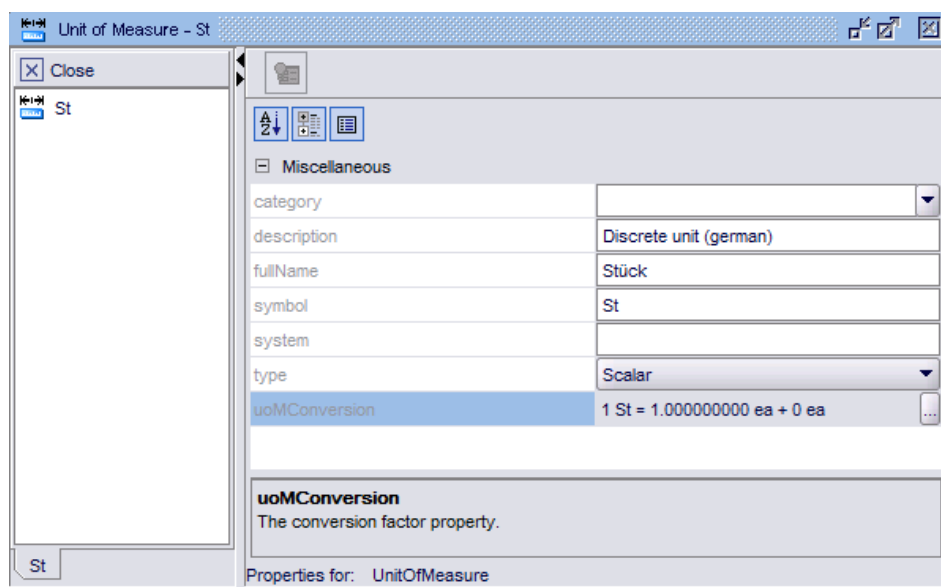 Unit of Measure - St
Close
St
Miscellaneous
category
description Discrete unit (german)
fullName Stück
symbol St
system
type Scalar
uoMConversion 1 St = 1.000000000 ea + 0 ea ...
uoMConversion
The conversion factor property.
St
Properties for: UnitOfMeasure